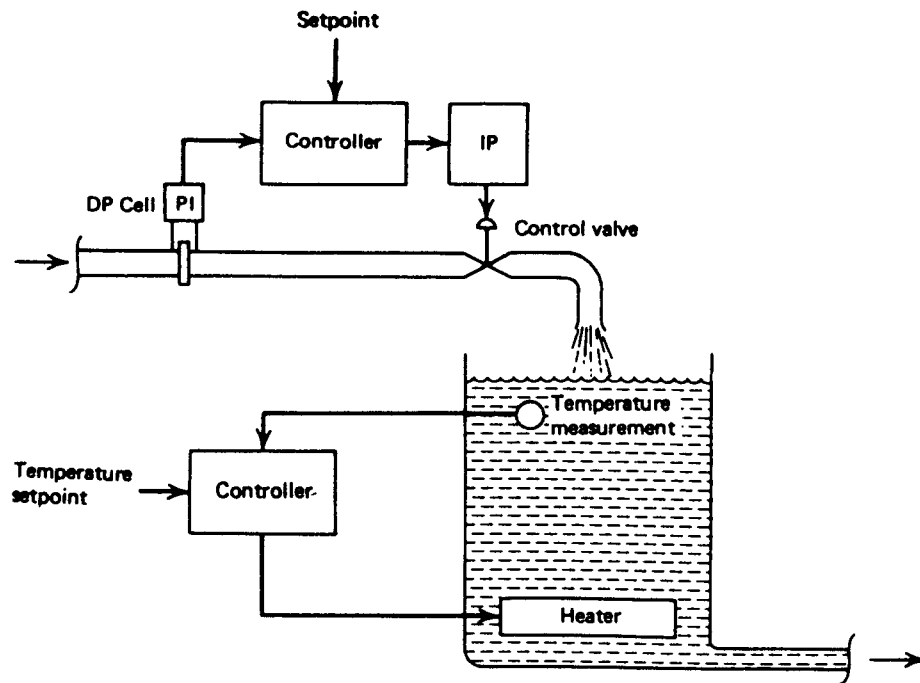 Setpoint
Controller
IP
DP Cell
PI
Control valve
Temperature
measurement
Temperature
setpoint
Controller
Heater